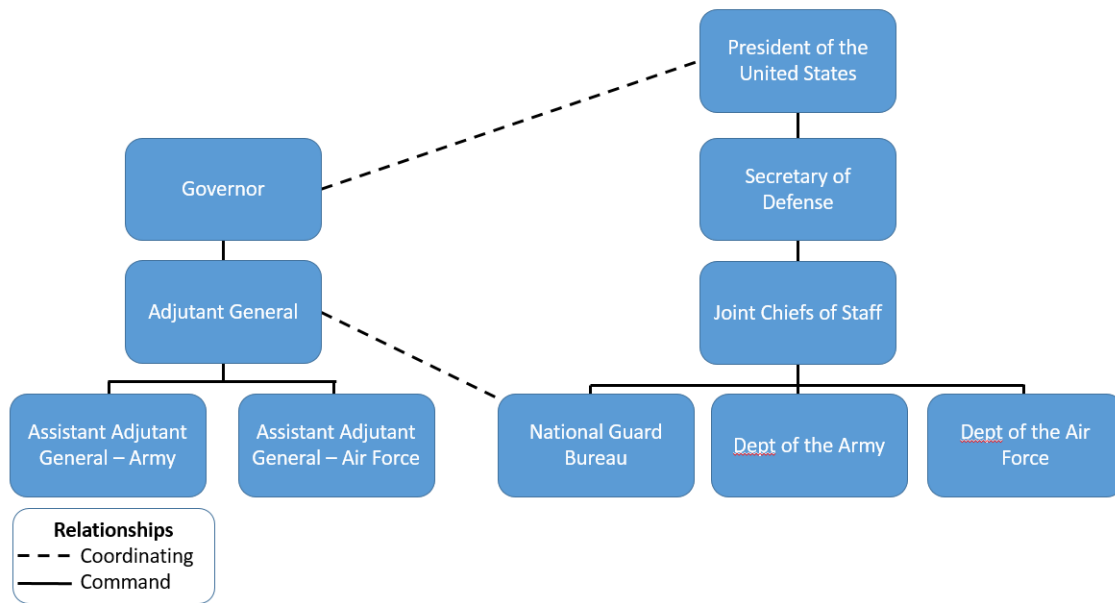 President of the
United States
Governor
Secretary of
Defense
Adjutant General
Joint Chiefs of Staff
Assistant Adjutant
General – Army
Assistant Adjutant
General – Air Force
National Guard
Bureau
Dept of the Army
Dept of the Air
Force
Relationships
Coordinating
Command